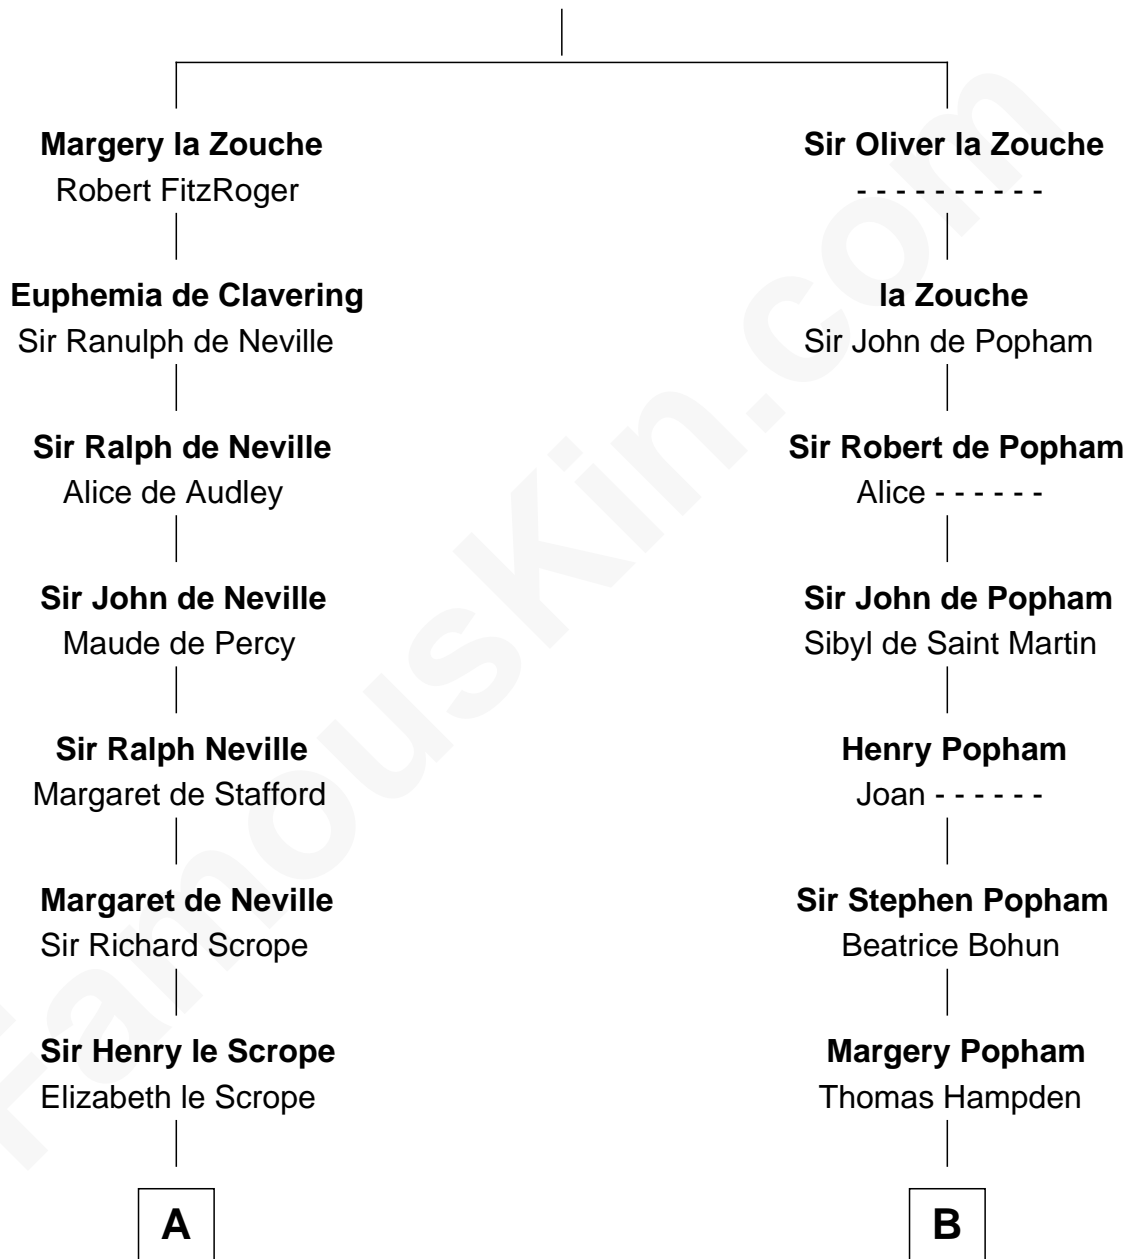 Margery la Zouche
Robert FitzRoger
Euphemia de Clavering
Sir Ranulph de Neville
Sir Ralph de Neville
Alice de Audley
Sir John de Neville
Maude de Percy
Sir Ralph Neville
Margaret de Stafford
Margaret de Neville
Sir Richard Scrope
Sir Henry le Scrope
Elizabeth le Scrope
A
Sir Oliver la Zouche
- - - - - - - - - -
la Zouche
Sir John de Popham
Sir Robert de Popham
Alice - - - - - -
Sir John de Popham
Sibyl de Saint Martin
Henry Popham
Joan - - - - - -
Sir Stephen Popham
Beatrice Bohun
Margery Popham
Thomas Hampden
B
FamousKin.com